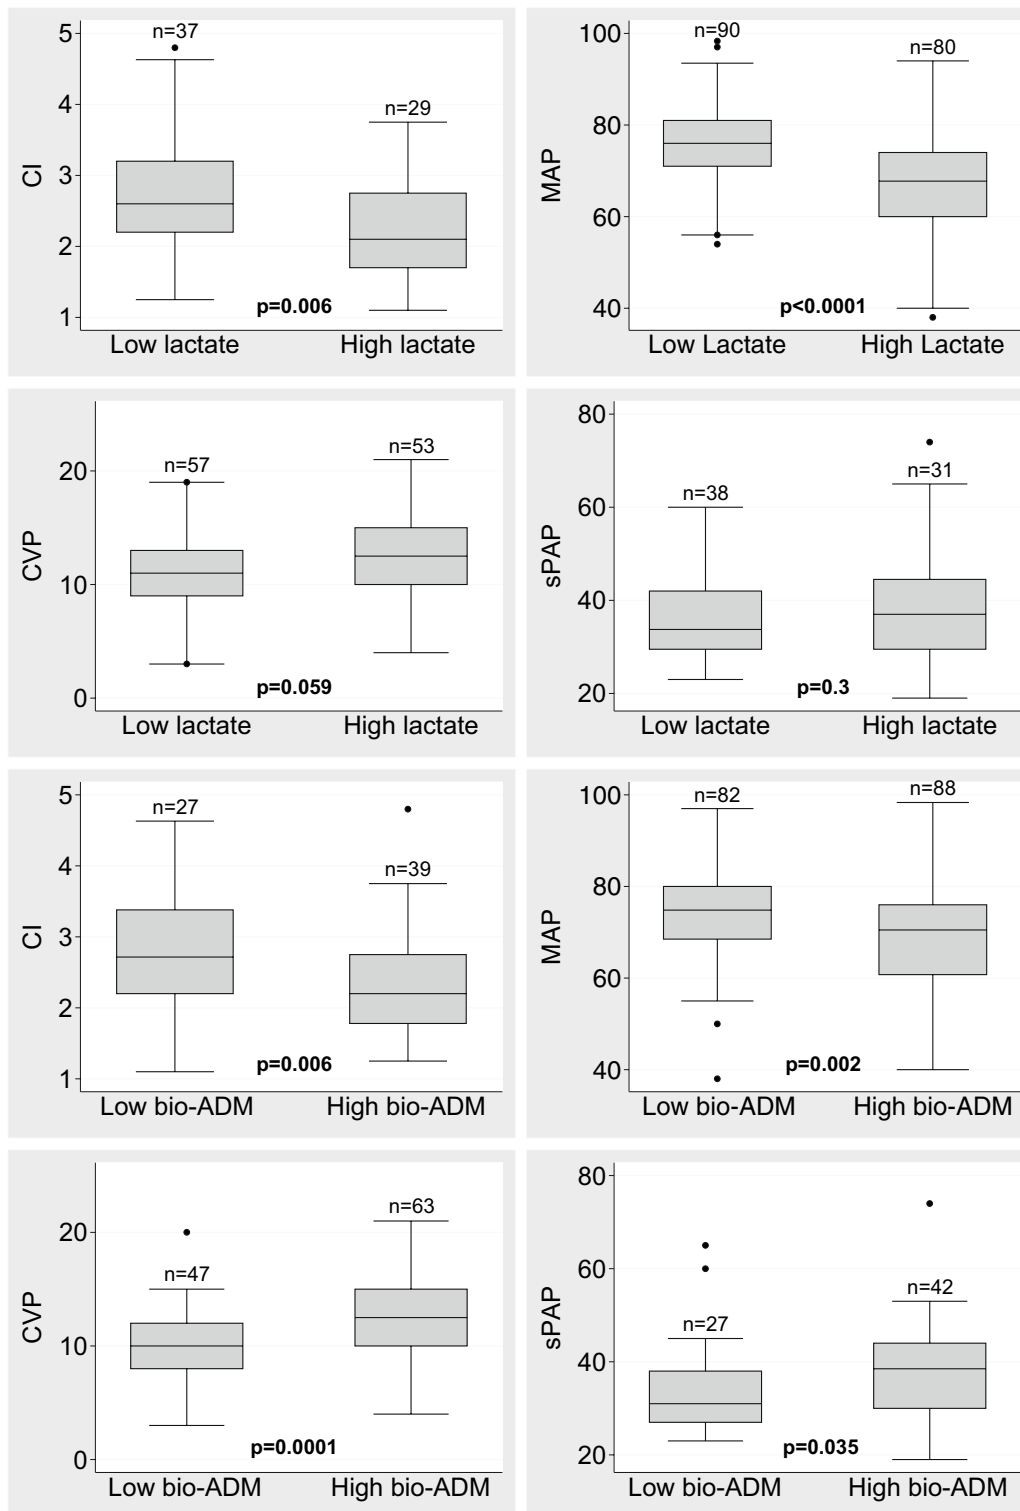 5
n=37
4
n=29
CI
3
2
1
p=0.006
Low lactate High lactate
100
n=90
n=80
80
MAP
60
40
p<0.0001
Low Lactate High Lactate
20
n=57
n=53
CVP
10
0
p=0.059
Low lactate High lactate
80
n=38
n=31
60
sPAP
40
20
p=0.3
Low lactate High lactate
5
n=27
4
n=39
CI
3
2
1
p=0.006
Low bio-ADM High bio-ADM
100
n=82
n=88
80
MAP
60
40
p=0.002
Low bio-ADM High bio-ADM
n=63
20
n=47
CVP
10
0
p=0.0001
Low bio-ADM High bio-ADM
80
60
n=42
n=27
sPAP
40
20
p=0.035
Low bio-ADM High bio-ADM